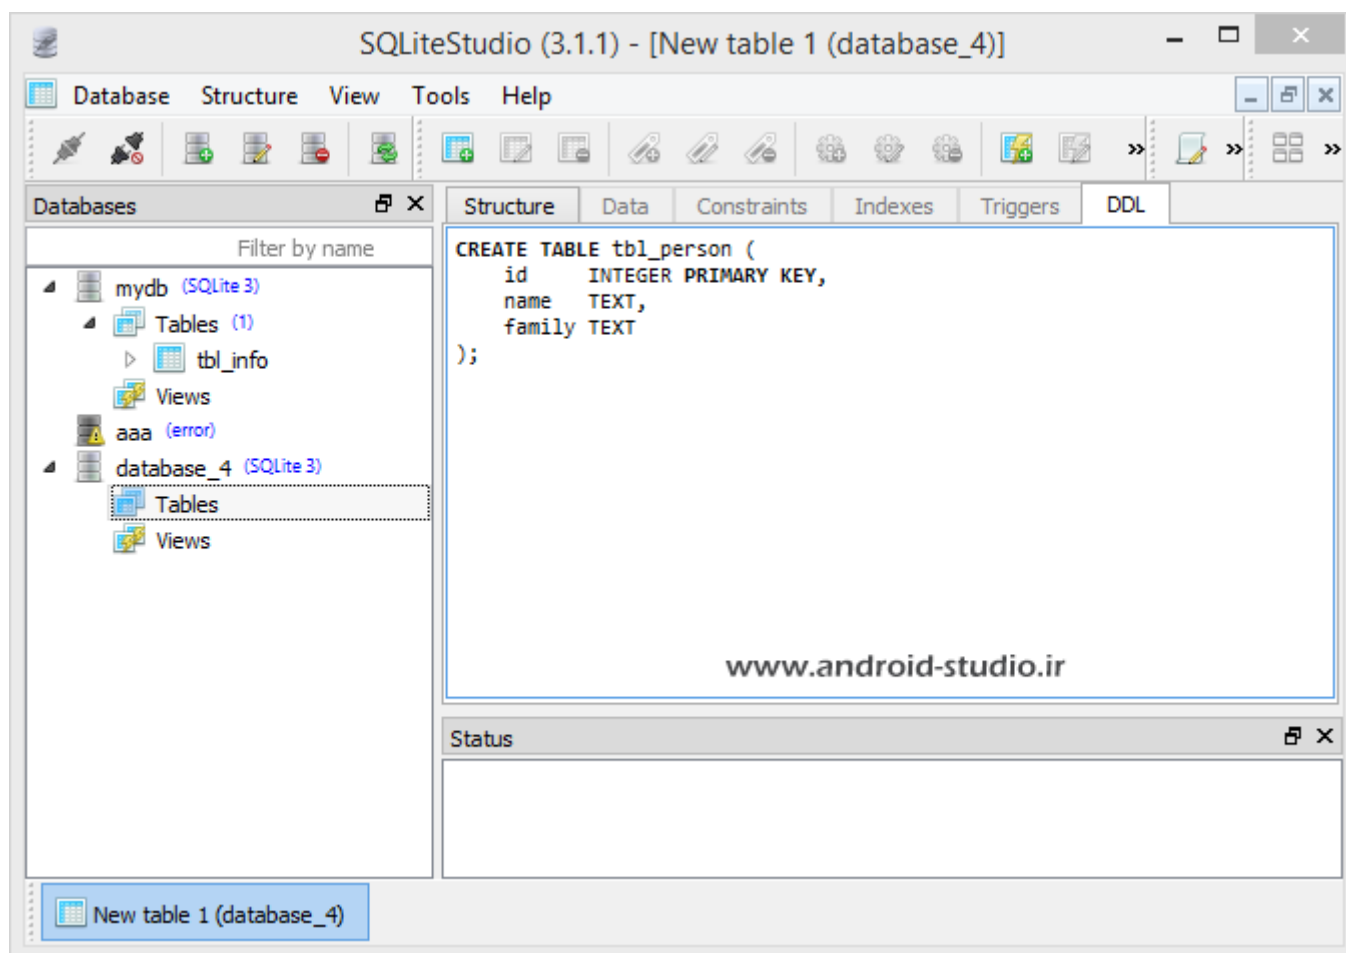 SQLiteStudio (3.1.1) - [New table 1 (database_4)]
Database Structure View Tools Help
Databases
Filter by name
mydb (SQLite 3)
Tables (1)
tbl_info
Views
aaa (error)
database_4 (SQLite 3)
Tables
Views
Structure Data Constraints Indexes Triggers DDL
CREATE TABLE tbl_person (
    id     INTEGER PRIMARY KEY,
    name   TEXT,
    family TEXT
);
www.android-studio.ir
Status
New table 1 (database_4)